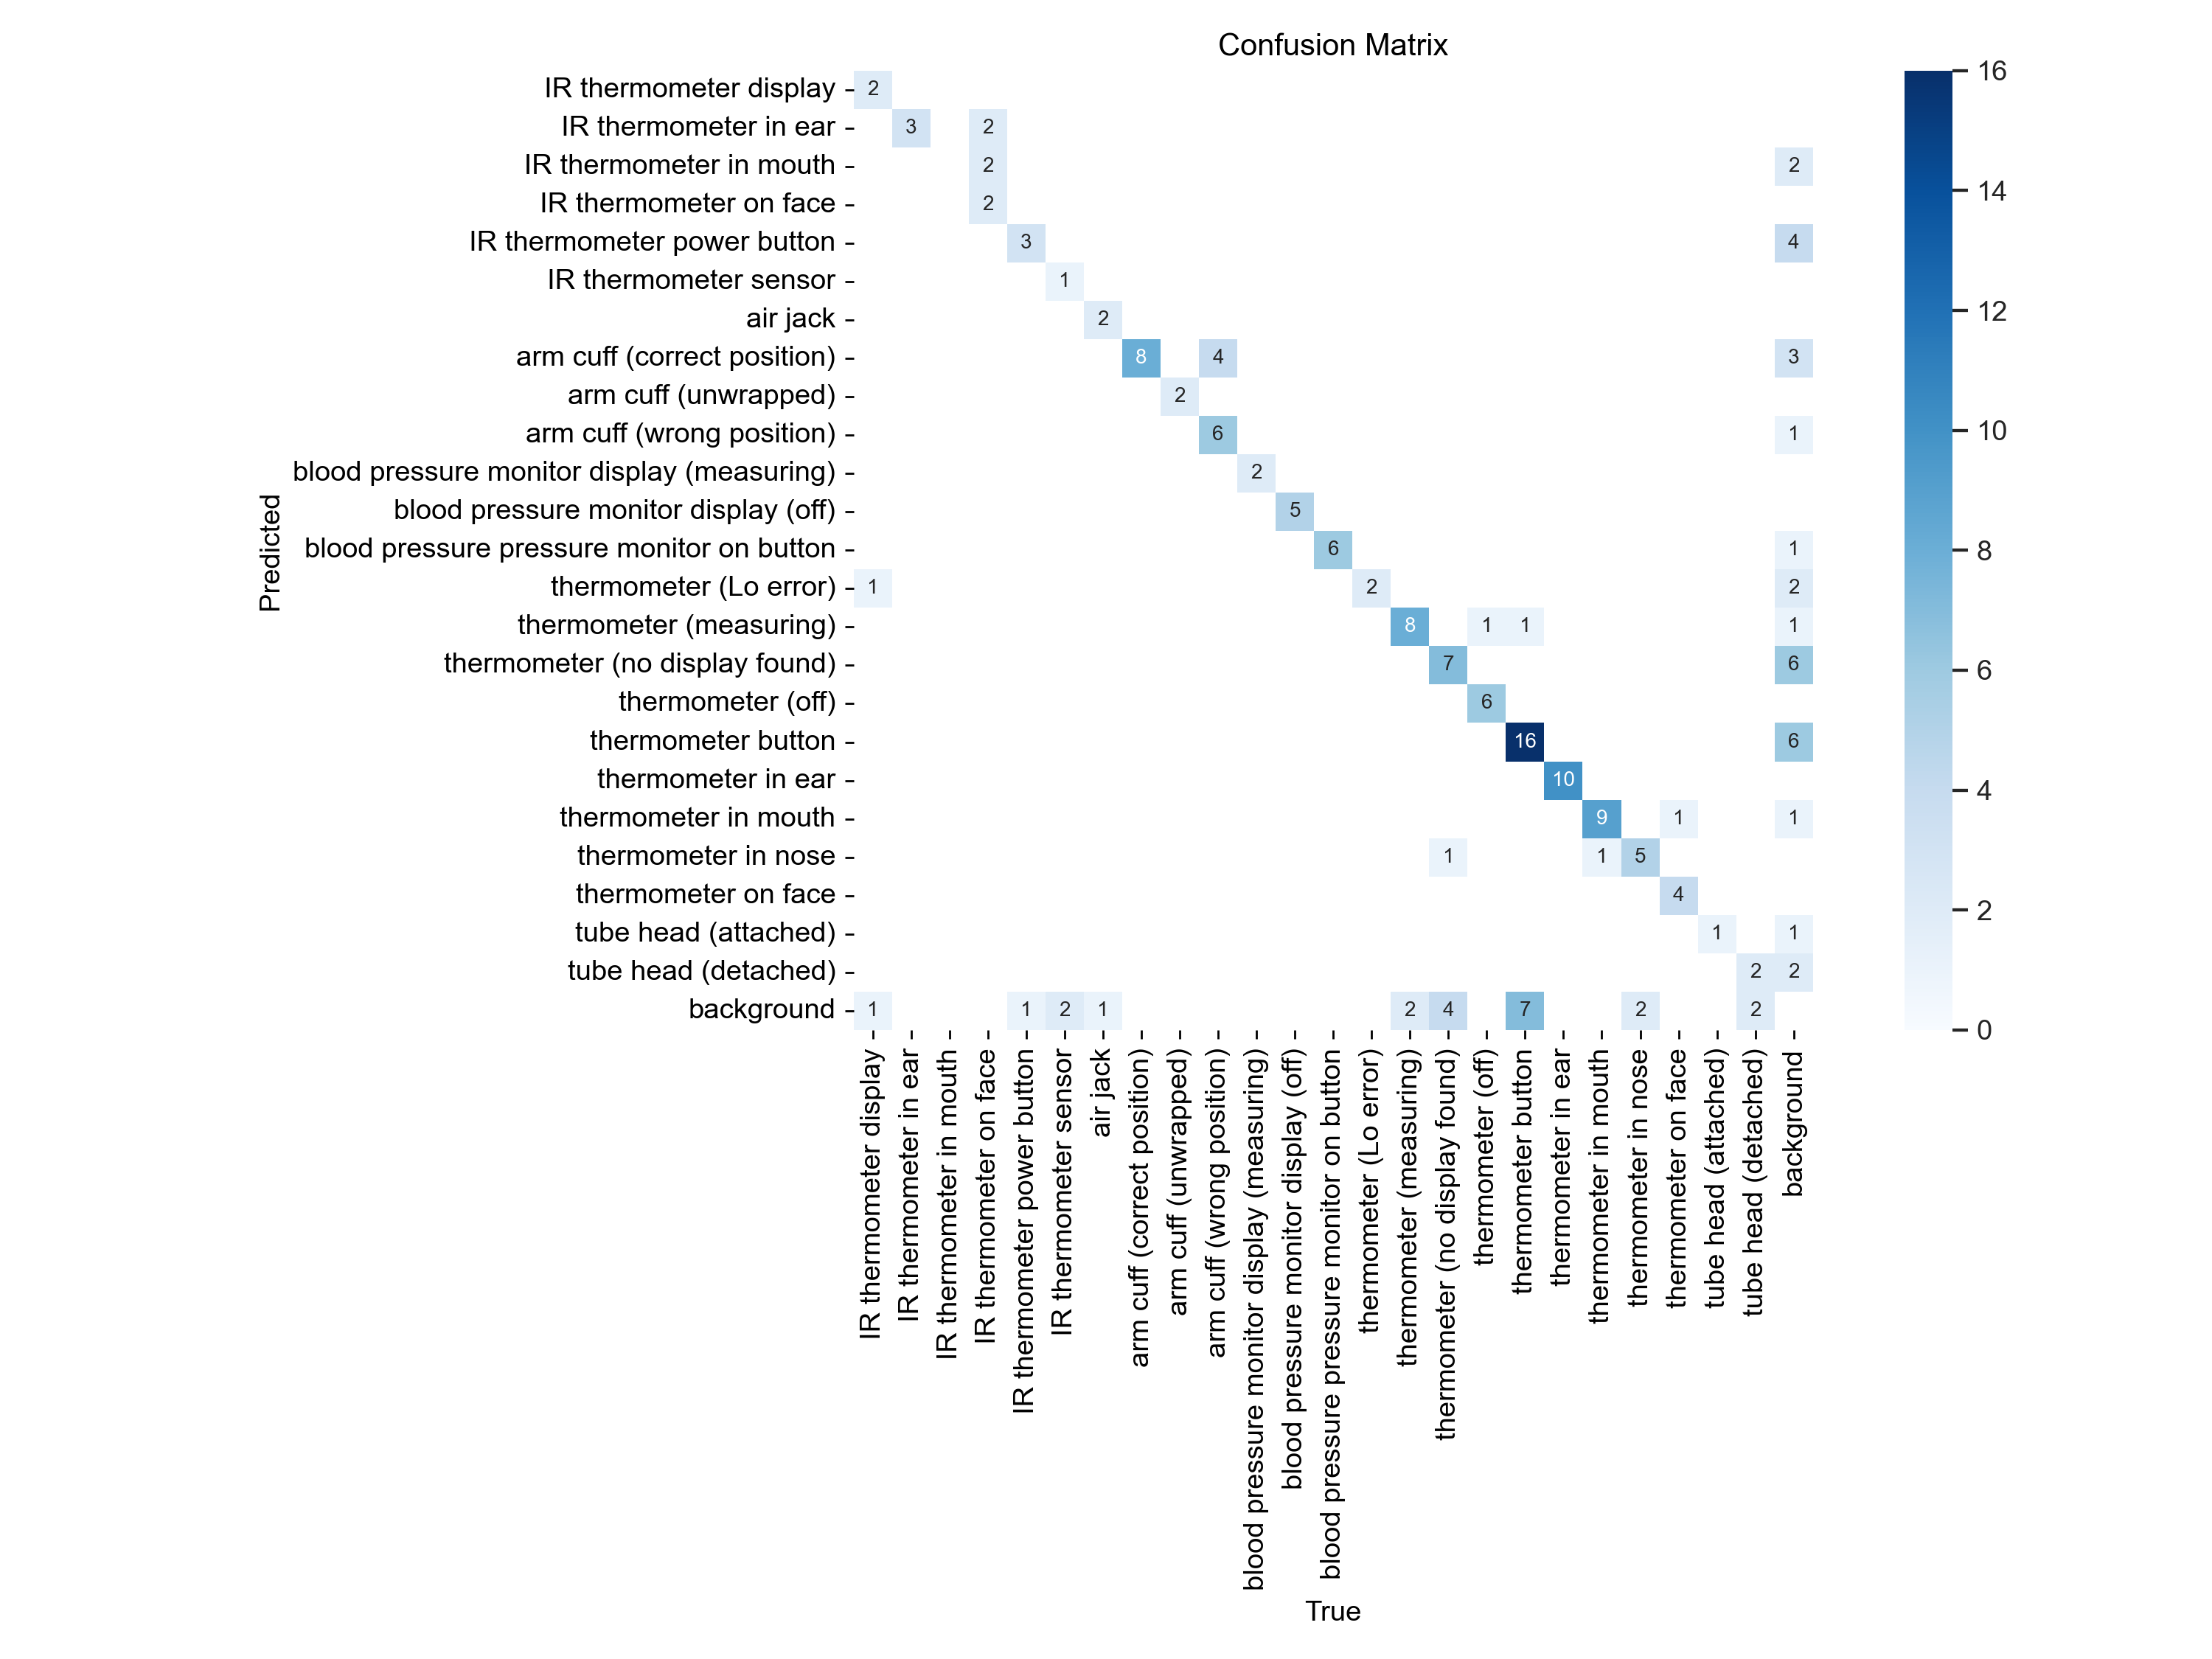 Confusion Matrix
IR thermometer display 2
IR thermometer in ear 3 2
IR thermometer in mouth 2 2
IR thermometer on face 2
IR thermometer power button 3 4
IR thermometer sensor 1
air jack 2
arm cuff (correct position) 8 4 3
arm cuff (unwrapped) 2
arm cuff (wrong position) 6 1
blood pressure monitor display (measuring) 2
blood pressure monitor display (off) 5
blood pressure pressure monitor on button 6 1
thermometer (Lo error) 1 2 2
thermometer (measuring) 8 1 1 1
thermometer (no display found) 7 6
thermometer (off) 6
thermometer button 16 6
thermometer in ear 10
thermometer in mouth 9 1 1
thermometer in nose 1 1 5
thermometer on face 4
tube head (attached) 1 1
tube head (detached) 2 2
background 1 1 2 1 2 4 7 2 2
Predicted
IR thermometer display
IR thermometer in ear
IR thermometer in mouth
IR thermometer on face
IR thermometer power button
IR thermometer sensor
air jack
arm cuff (correct position)
arm cuff (unwrapped)
arm cuff (wrong position)
blood pressure monitor display (measuring)
blood pressure monitor display (off)
blood pressure pressure monitor on button
thermometer (Lo error)
thermometer (measuring)
thermometer (no display found)
thermometer (off)
thermometer button
thermometer in ear
thermometer in mouth
thermometer in nose
thermometer on face
tube head (attached)
tube head (detached)
background
True
16
14
12
10
8
6
4
2
0